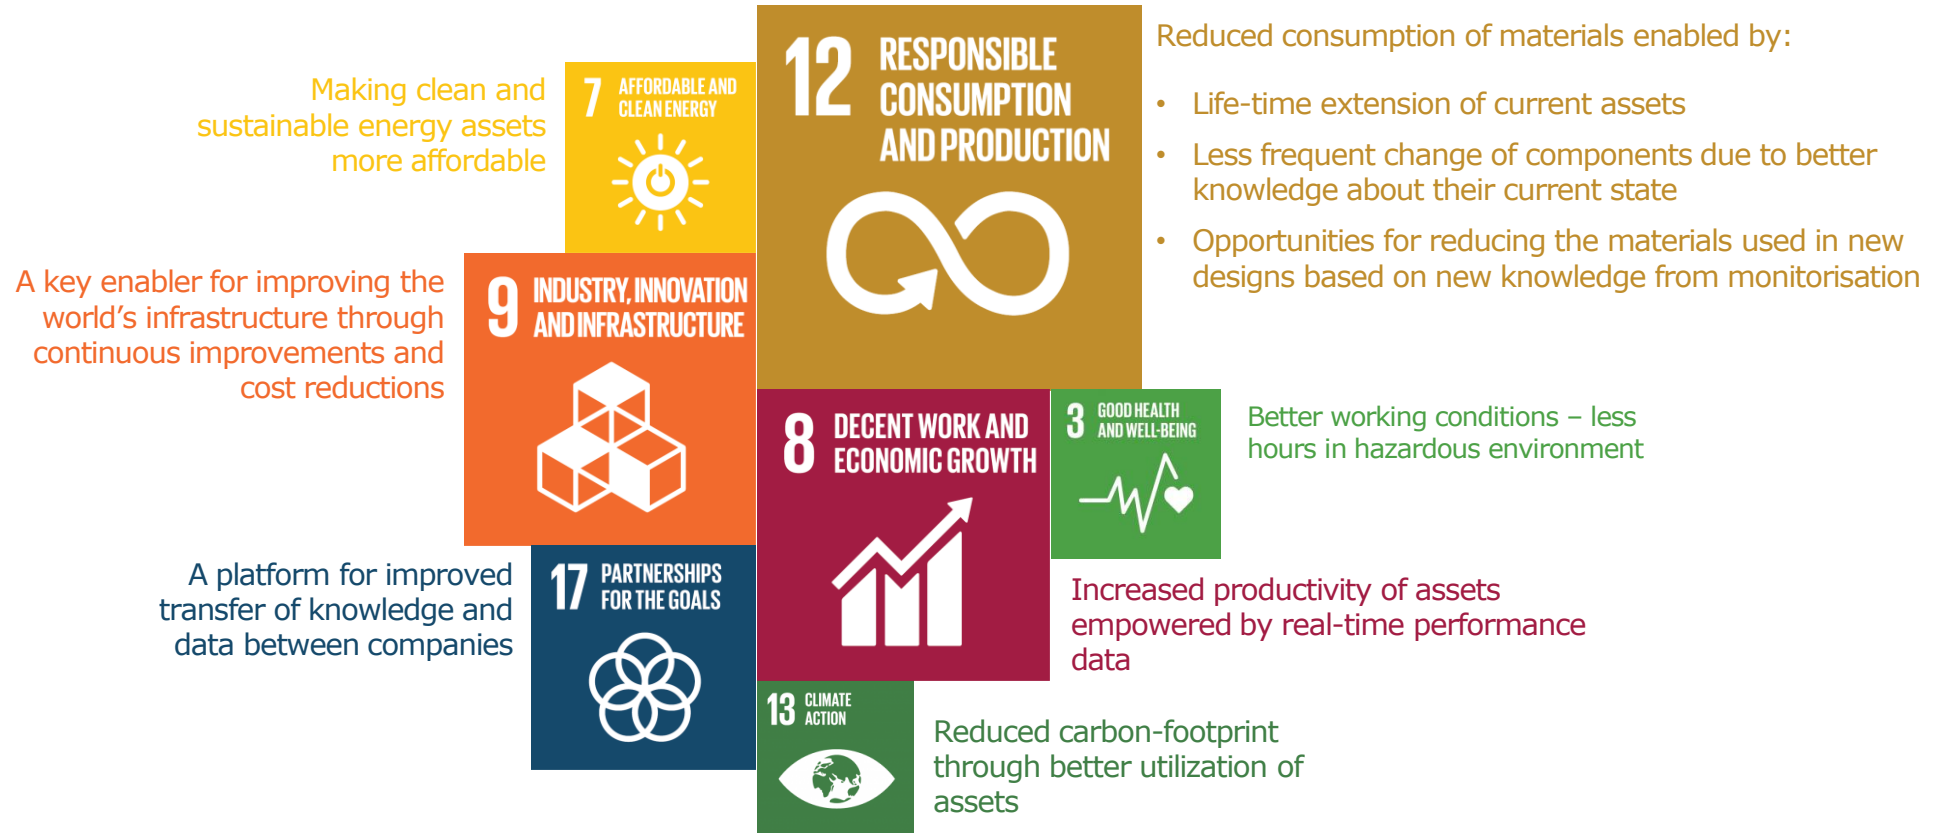 Making clean and
sustainable energy assets
more affordable
7 AFFORDABLE AND
CLEAN ENERGY
12 RESPONSIBLE
CONSUMPTION
AND PRODUCTION
Reduced consumption of materials enabled by:
• Life-time extension of current assets
• Less frequent change of components due to better
knowledge about their current state
• Opportunities for reducing the materials used in new
designs based on new knowledge from monitorisation
A key enabler for improving the
world’s infrastructure through
continuous improvements and
cost reductions
9 INDUSTRY, INNOVATION
AND INFRASTRUCTURE
8 DECENT WORK AND
ECONOMIC GROWTH
3 GOOD HEALTH
AND WELL-BEING
Better working conditions – less
hours in hazardous environment
A platform for improved
transfer of knowledge and
data between companies
17 PARTNERSHIPS
FOR THE GOALS
Increased productivity of assets
empowered by real-time performance
data
13 CLIMATE
ACTION
Reduced carbon-footprint
through better utilization of
assets